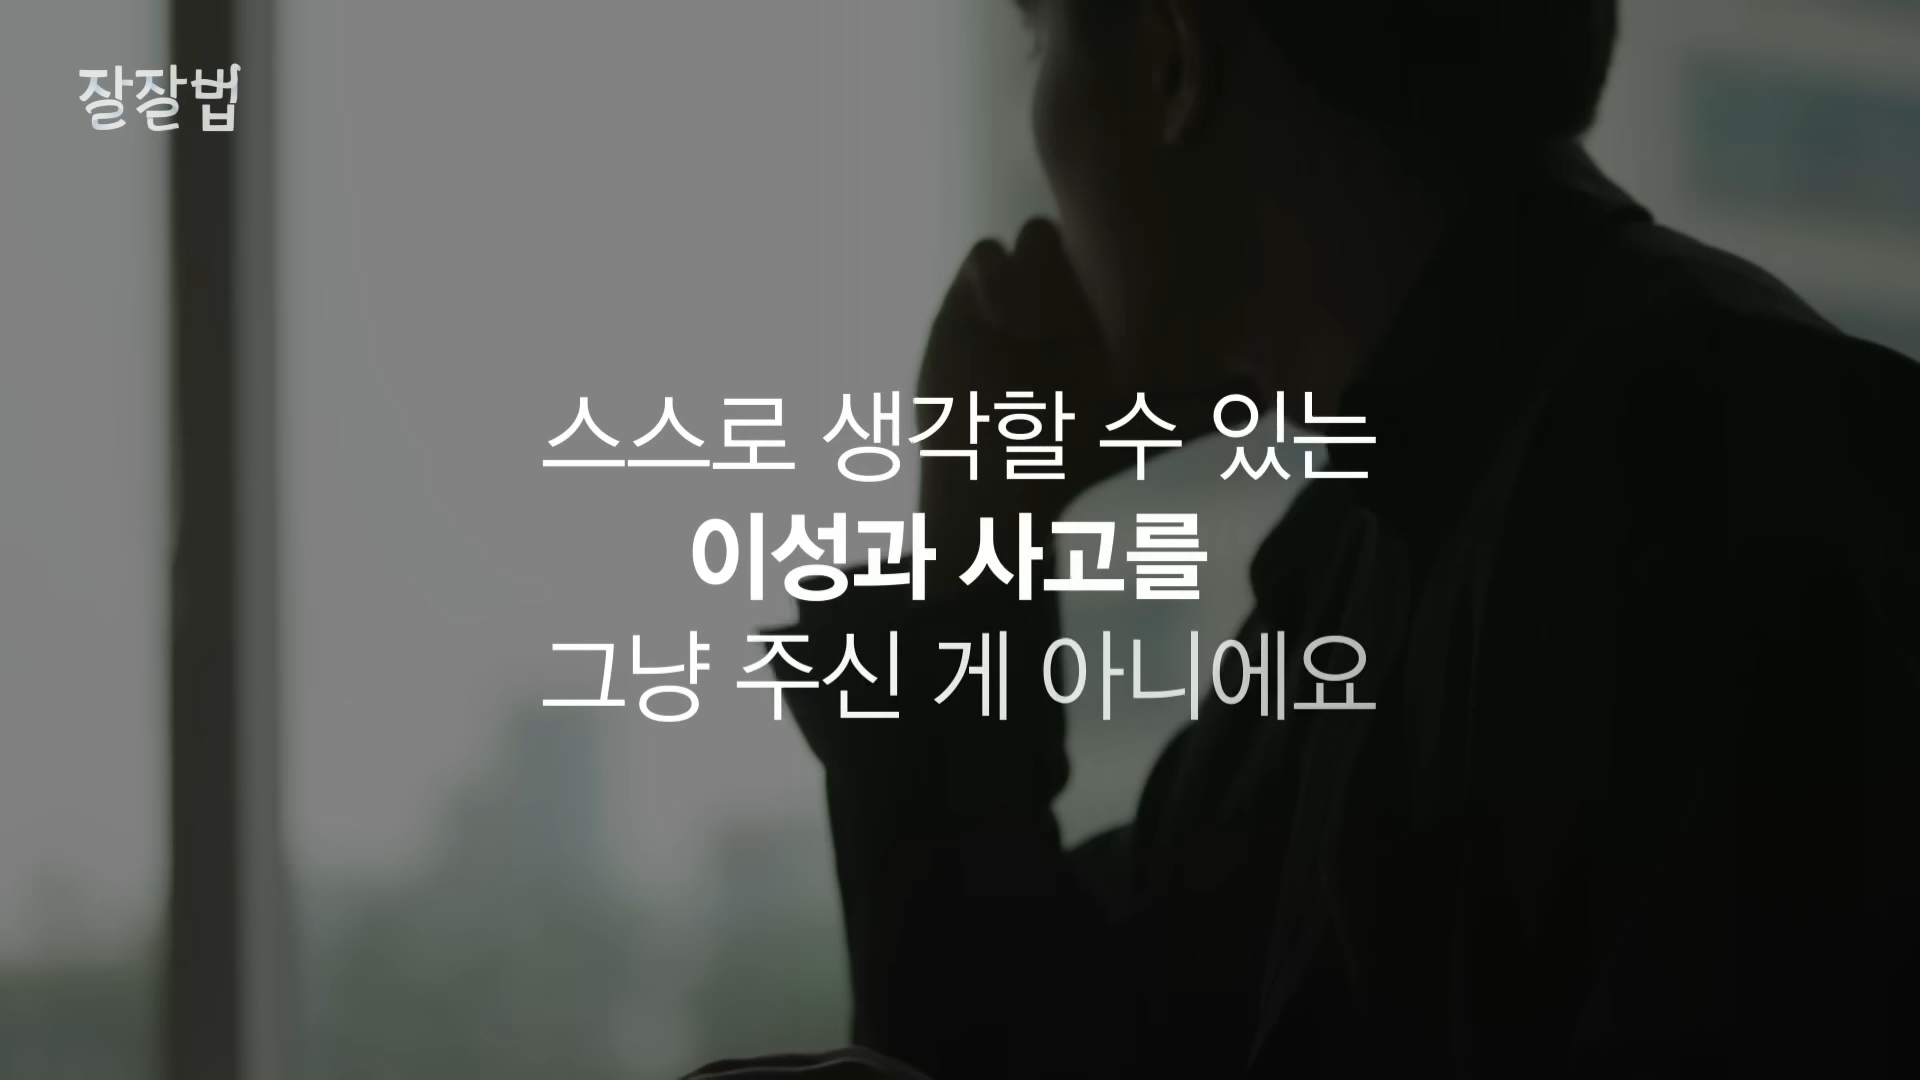 잘잘법
스스로 생각할 수 있는
이성과 사고를
그냥 주신 게 아니에요